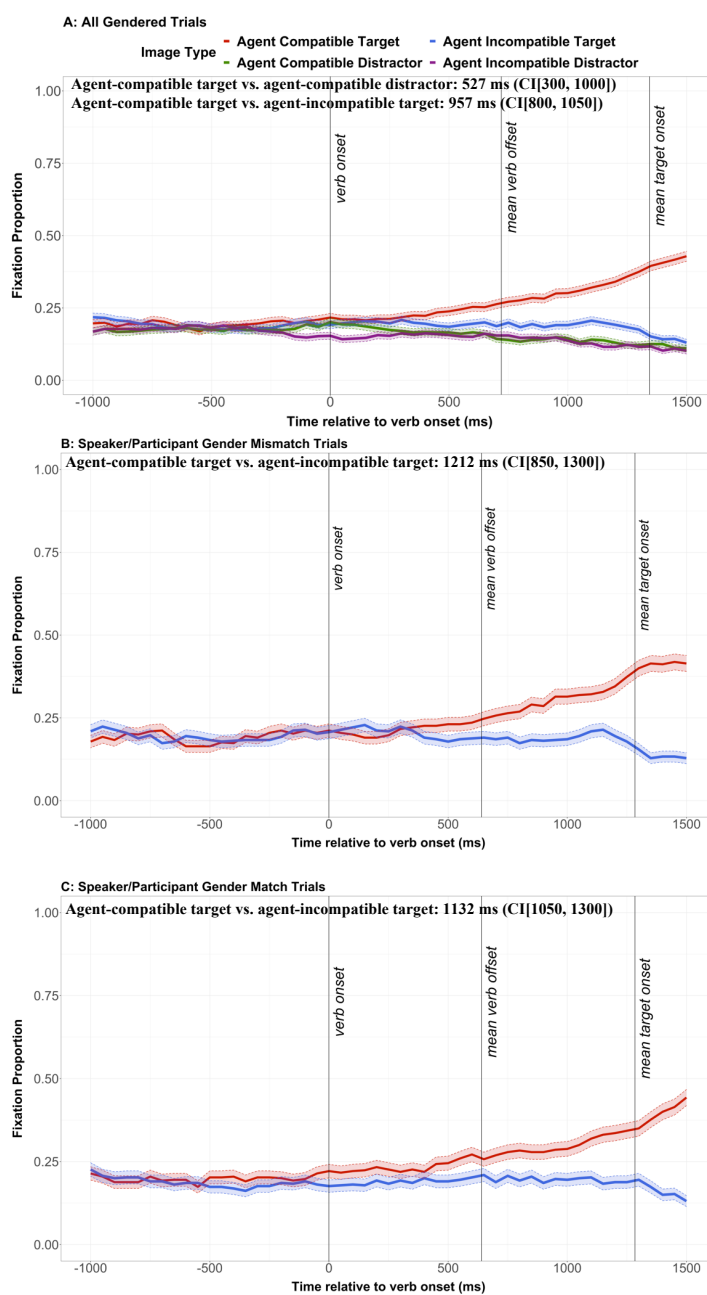 A: All Gendered Trials
Image Type
Agent Compatible Target
Agent Incompatible Target
Agent Compatible Distractor
Agent Incompatible Distractor
Agent-compatible target vs. agent-compatible distractor: 527 ms (CI[300, 1000])
Agent-compatible target vs. agent-incompatible target: 957 ms (CI[800, 1050])
1.00
0.75
0.50
0.25
0.00
Fixation Proportion
verb onset
mean verb offset
mean target onset
-1000
-500
0
500
1000
1500
Time relative to verb onset (ms)
B: Speaker/Participant Gender Mismatch Trials
Agent-compatible target vs. agent-incompatible target: 1212 ms (CI[850, 1300])
1.00
0.75
0.50
0.25
0.00
Fixation Proportion
verb onset
mean verb offset
mean target onset
-1000
-500
0
500
1000
1500
Time relative to verb onset (ms)
C: Speaker/Participant Gender Match Trials
Agent-compatible target vs. agent-incompatible target: 1132 ms (CI[1050, 1300])
1.00
0.75
0.50
0.25
0.00
Fixation Proportion
verb onset
mean verb offset
mean target onset
-1000
-500
0
500
1000
1500
Time relative to verb onset (ms)